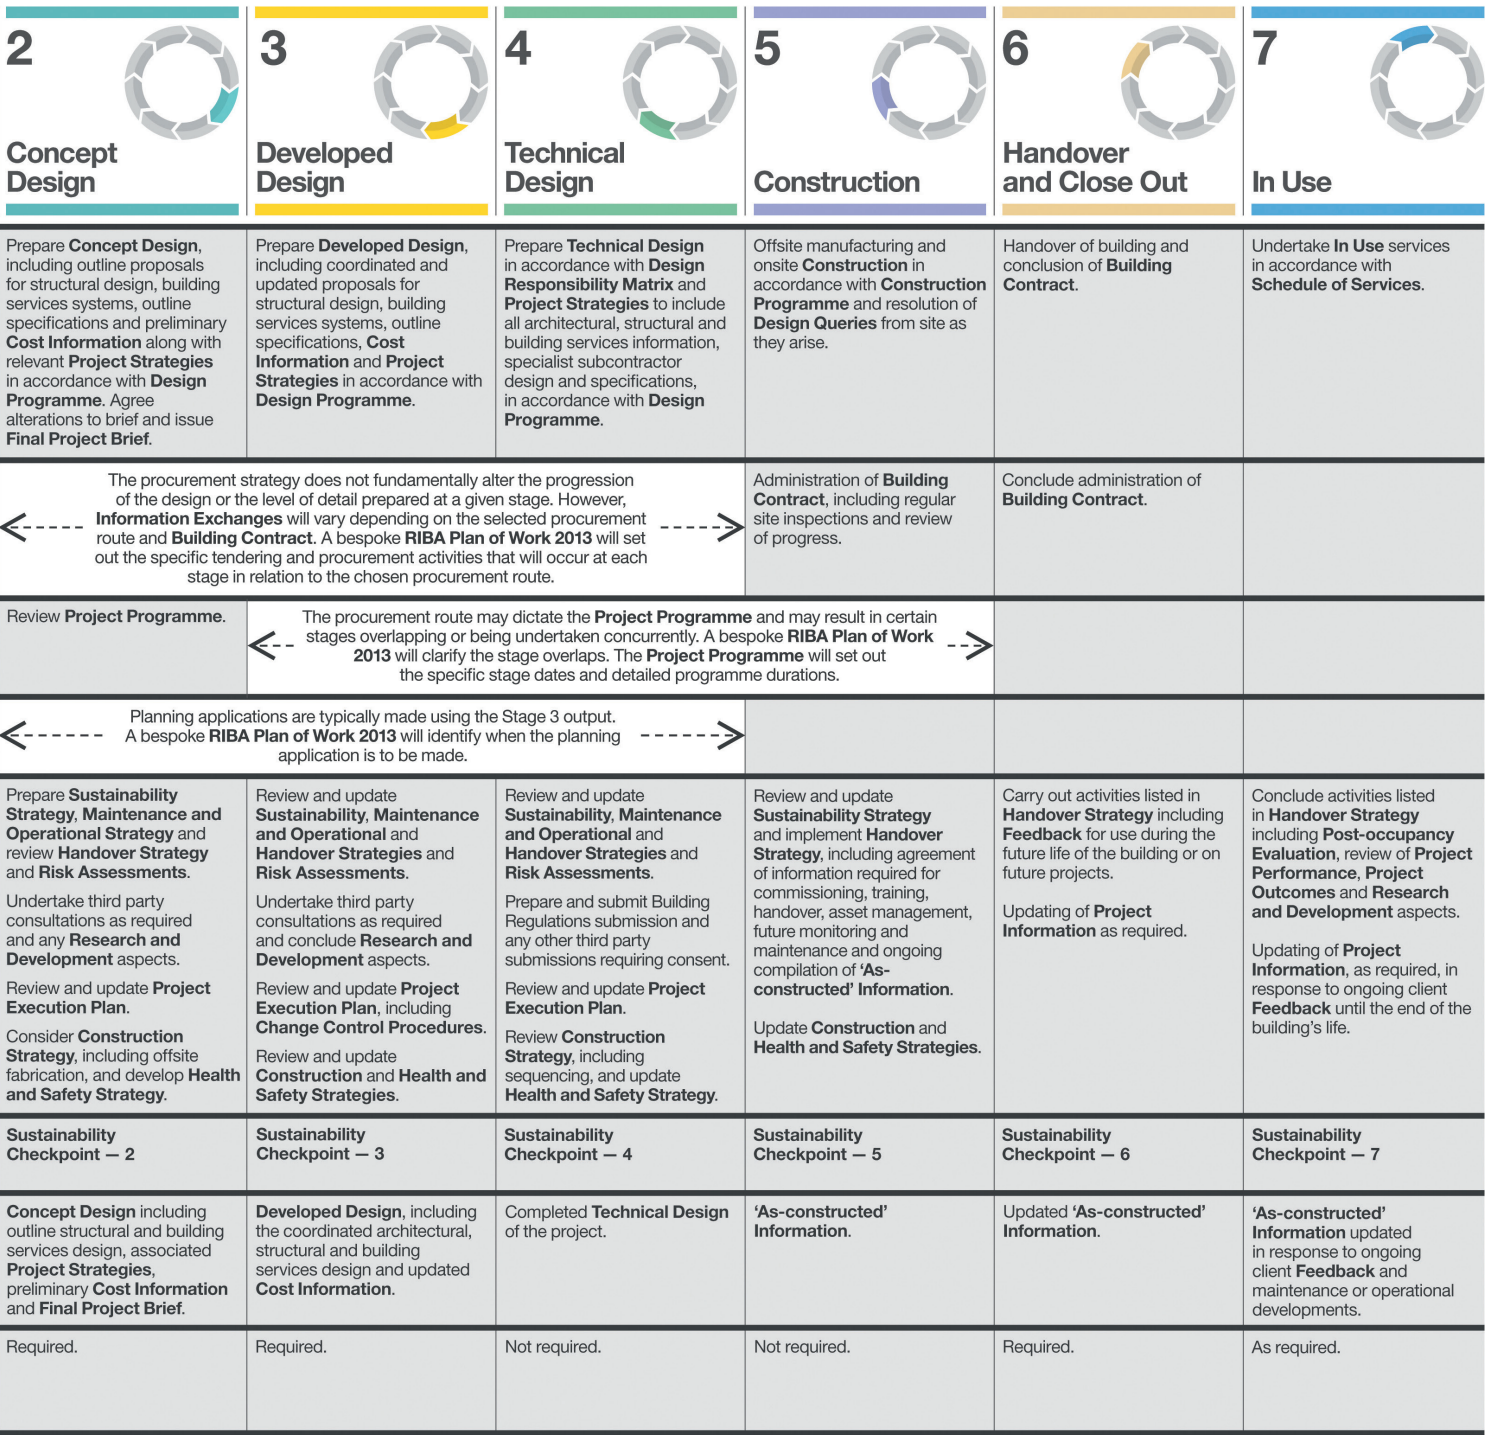 2
Concept
Design
3
Developed
Design
4
Technical
Design
5
Construction
6
Handover
and Close Out
7
In Use
Prepare Concept Design,
including outline proposals
for structural design, building
services systems, outline
specifications and preliminary
Cost Information along with
relevant Project Strategies
in accordance with Design
Programme. Agree
alterations to brief and issue
Final Project Brief.
Prepare Developed Design,
including coordinated and
updated proposals for
structural design, building
services systems, outline
specifications, Cost
Information and Project
Strategies in accordance with
Design Programme.
Prepare Technical Design
in accordance with Design
Responsibility Matrix and
Project Strategies to include
all architectural, structural and
building services information,
specialist subcontractor
design and specifications,
in accordance with Design
Programme.
Offsite manufacturing and
onsite Construction in
accordance with Construction
Programme and resolution of
Design Queries from site as
they arise.
Handover of building and
conclusion of Building
Contract.
Undertake In Use services
in accordance with
Schedule of Services.
The procurement strategy does not fundamentally alter the progression
of the design or the level of detail prepared at a given stage. However,
Information Exchanges will vary depending on the selected procurement
route and Building Contract. A bespoke RIBA Plan of Work 2013 will set
out the specific tendering and procurement activities that will occur at each
stage in relation to the chosen procurement route.
Administration of Building
Contract, including regular
site inspections and review
of progress.
Conclude administration of
Building Contract.
Review Project Programme.
The procurement route may dictate the Project Programme and may result in certain
stages overlapping or being undertaken concurrently. A bespoke RIBA Plan of Work
2013 will clarify the stage overlaps. The Project Programme will set out
the specific stage dates and detailed programme durations.
Planning applications are typically made using the Stage 3 output.
A bespoke RIBA Plan of Work 2013 will identify when the planning
application is to be made.
Prepare Sustainability
Strategy, Maintenance and
Operational Strategy and
review Handover Strategy
and Risk Assessments.
Undertake third party
consultations as required
and any Research and
Development aspects.
Review and update Project
Execution Plan.
Consider Construction
Strategy, including offsite
fabrication, and develop Health
and Safety Strategy.
Review and update
Sustainability, Maintenance
and Operational and
Handover Strategies and
Risk Assessments.
Undertake third party
consultations as required
and conclude Research and
Development aspects.
Review and update Project
Execution Plan, including
Change Control Procedures.
Review and update
Construction and Health and
Safety Strategies.
Review and update
Sustainability, Maintenance
and Operational and
Handover Strategies and
Risk Assessments.
Prepare and submit Building
Regulations submission and
any other third party
submissions requiring consent.
Review and update Project
Execution Plan.
Review Construction
Strategy, including
sequencing, and update
Health and Safety Strategy.
Review and update
Sustainability Strategy
and implement Handover
Strategy, including agreement
of information required for
commissioning, training,
handover, asset management,
future monitoring and
maintenance and ongoing
compilation of ‘As-
constructed’ Information.
Update Construction and
Health and Safety Strategies.
Carry out activities listed in
Handover Strategy including
Feedback for use during the
future life of the building or on
future projects.
Updating of Project
Information as required.
Conclude activities listed
in Handover Strategy
including Post-occupancy
Evaluation, review of Project
Performance, Project
Outcomes and Research
and Development aspects.
Updating of Project
Information, as required, in
response to ongoing client
Feedback until the end of the
building’s life.
Sustainability
Checkpoint — 2
Sustainability
Checkpoint — 3
Sustainability
Checkpoint — 4
Sustainability
Checkpoint — 5
Sustainability
Checkpoint — 6
Sustainability
Checkpoint — 7
Concept Design including
outline structural and building
services design, associated
Project Strategies,
preliminary Cost Information
and Final Project Brief.
Developed Design, including
the coordinated architectural,
structural and building
services design and updated
Cost Information.
Completed Technical Design
of the project.
‘As-constructed’
Information.
Updated ‘As-constructed’
Information.
‘As-constructed’
Information updated
in response to ongoing
client Feedback and
maintenance or operational
developments.
Required.
Required.
Not required.
Not required.
Required.
As required.